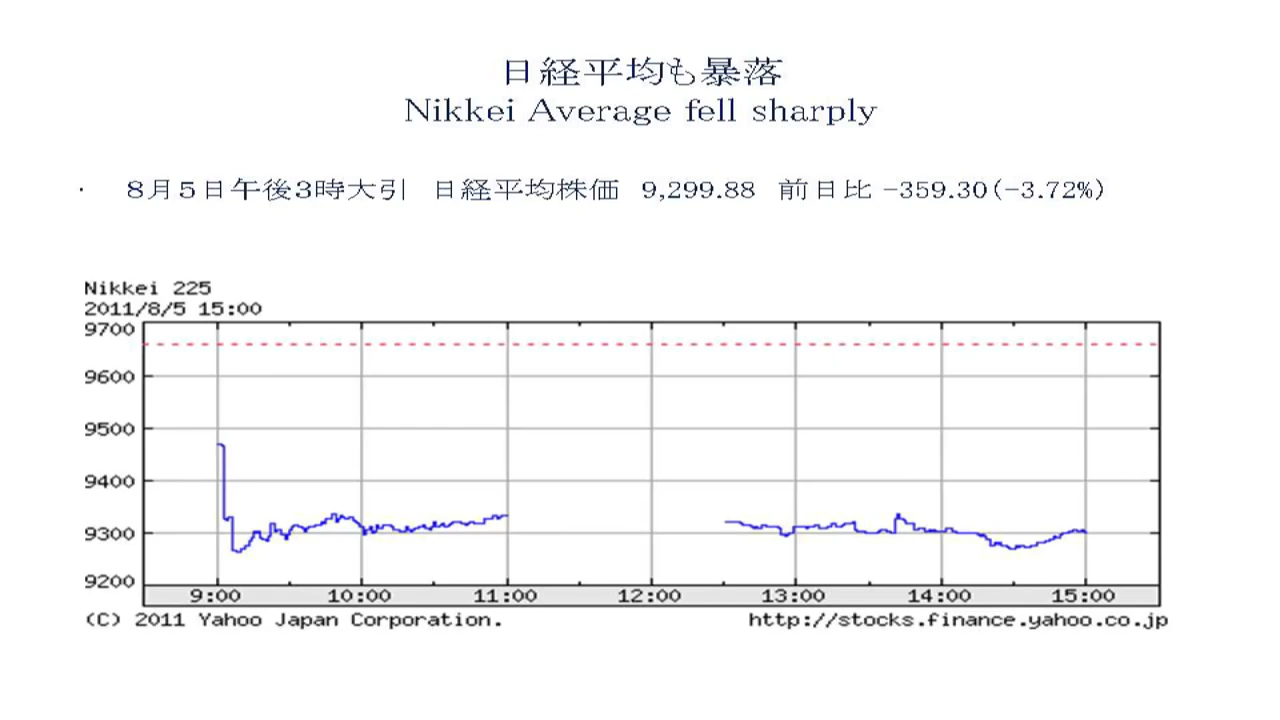 日経平均も暴落
Nikkei Average fell sharply
・ 8月5日午後3時大引 日経平均株価 9,299.88 前日比 -359.30(-3.72%)
Nikkei 225
2011/8/5 15:00
9700
9600
9500
9400
9300
9200
9:00 10:00 11:00 12:00 13:00 14:00 15:00
(C) 2011 Yahoo Japan Corporation. http://stocks.finance.yahoo.co.jp